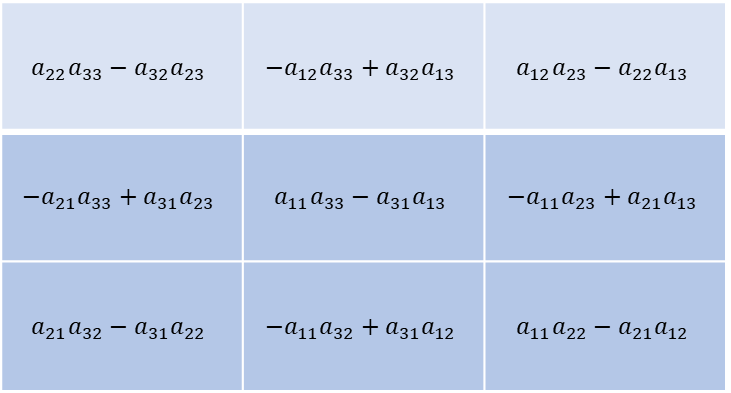 a₂₂a₃₃ − a₃₂a₂₃
−a₁₂a₃₃ + a₃₂a₁₃
a₁₂a₂₃ − a₂₂a₁₃
−a₂₁a₃₃ + a₃₁a₂₃
a₁₁a₃₃ − a₃₁a₁₃
−a₁₁a₂₃ + a₂₁a₁₃
a₂₁a₃₂ − a₃₁a₂₂
−a₁₁a₃₂ + a₃₁a₁₂
a₁₁a₂₂ − a₂₁a₁₂